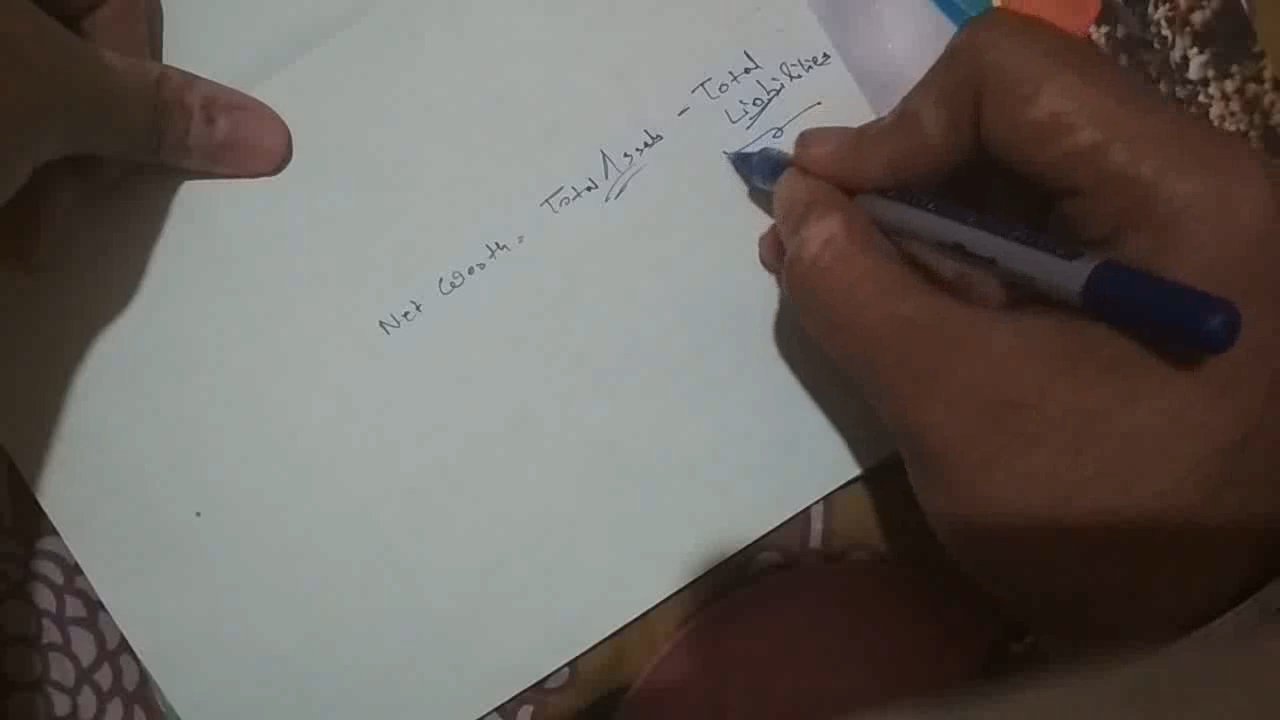 Net Worth = Total Assets - Total
Liabilities